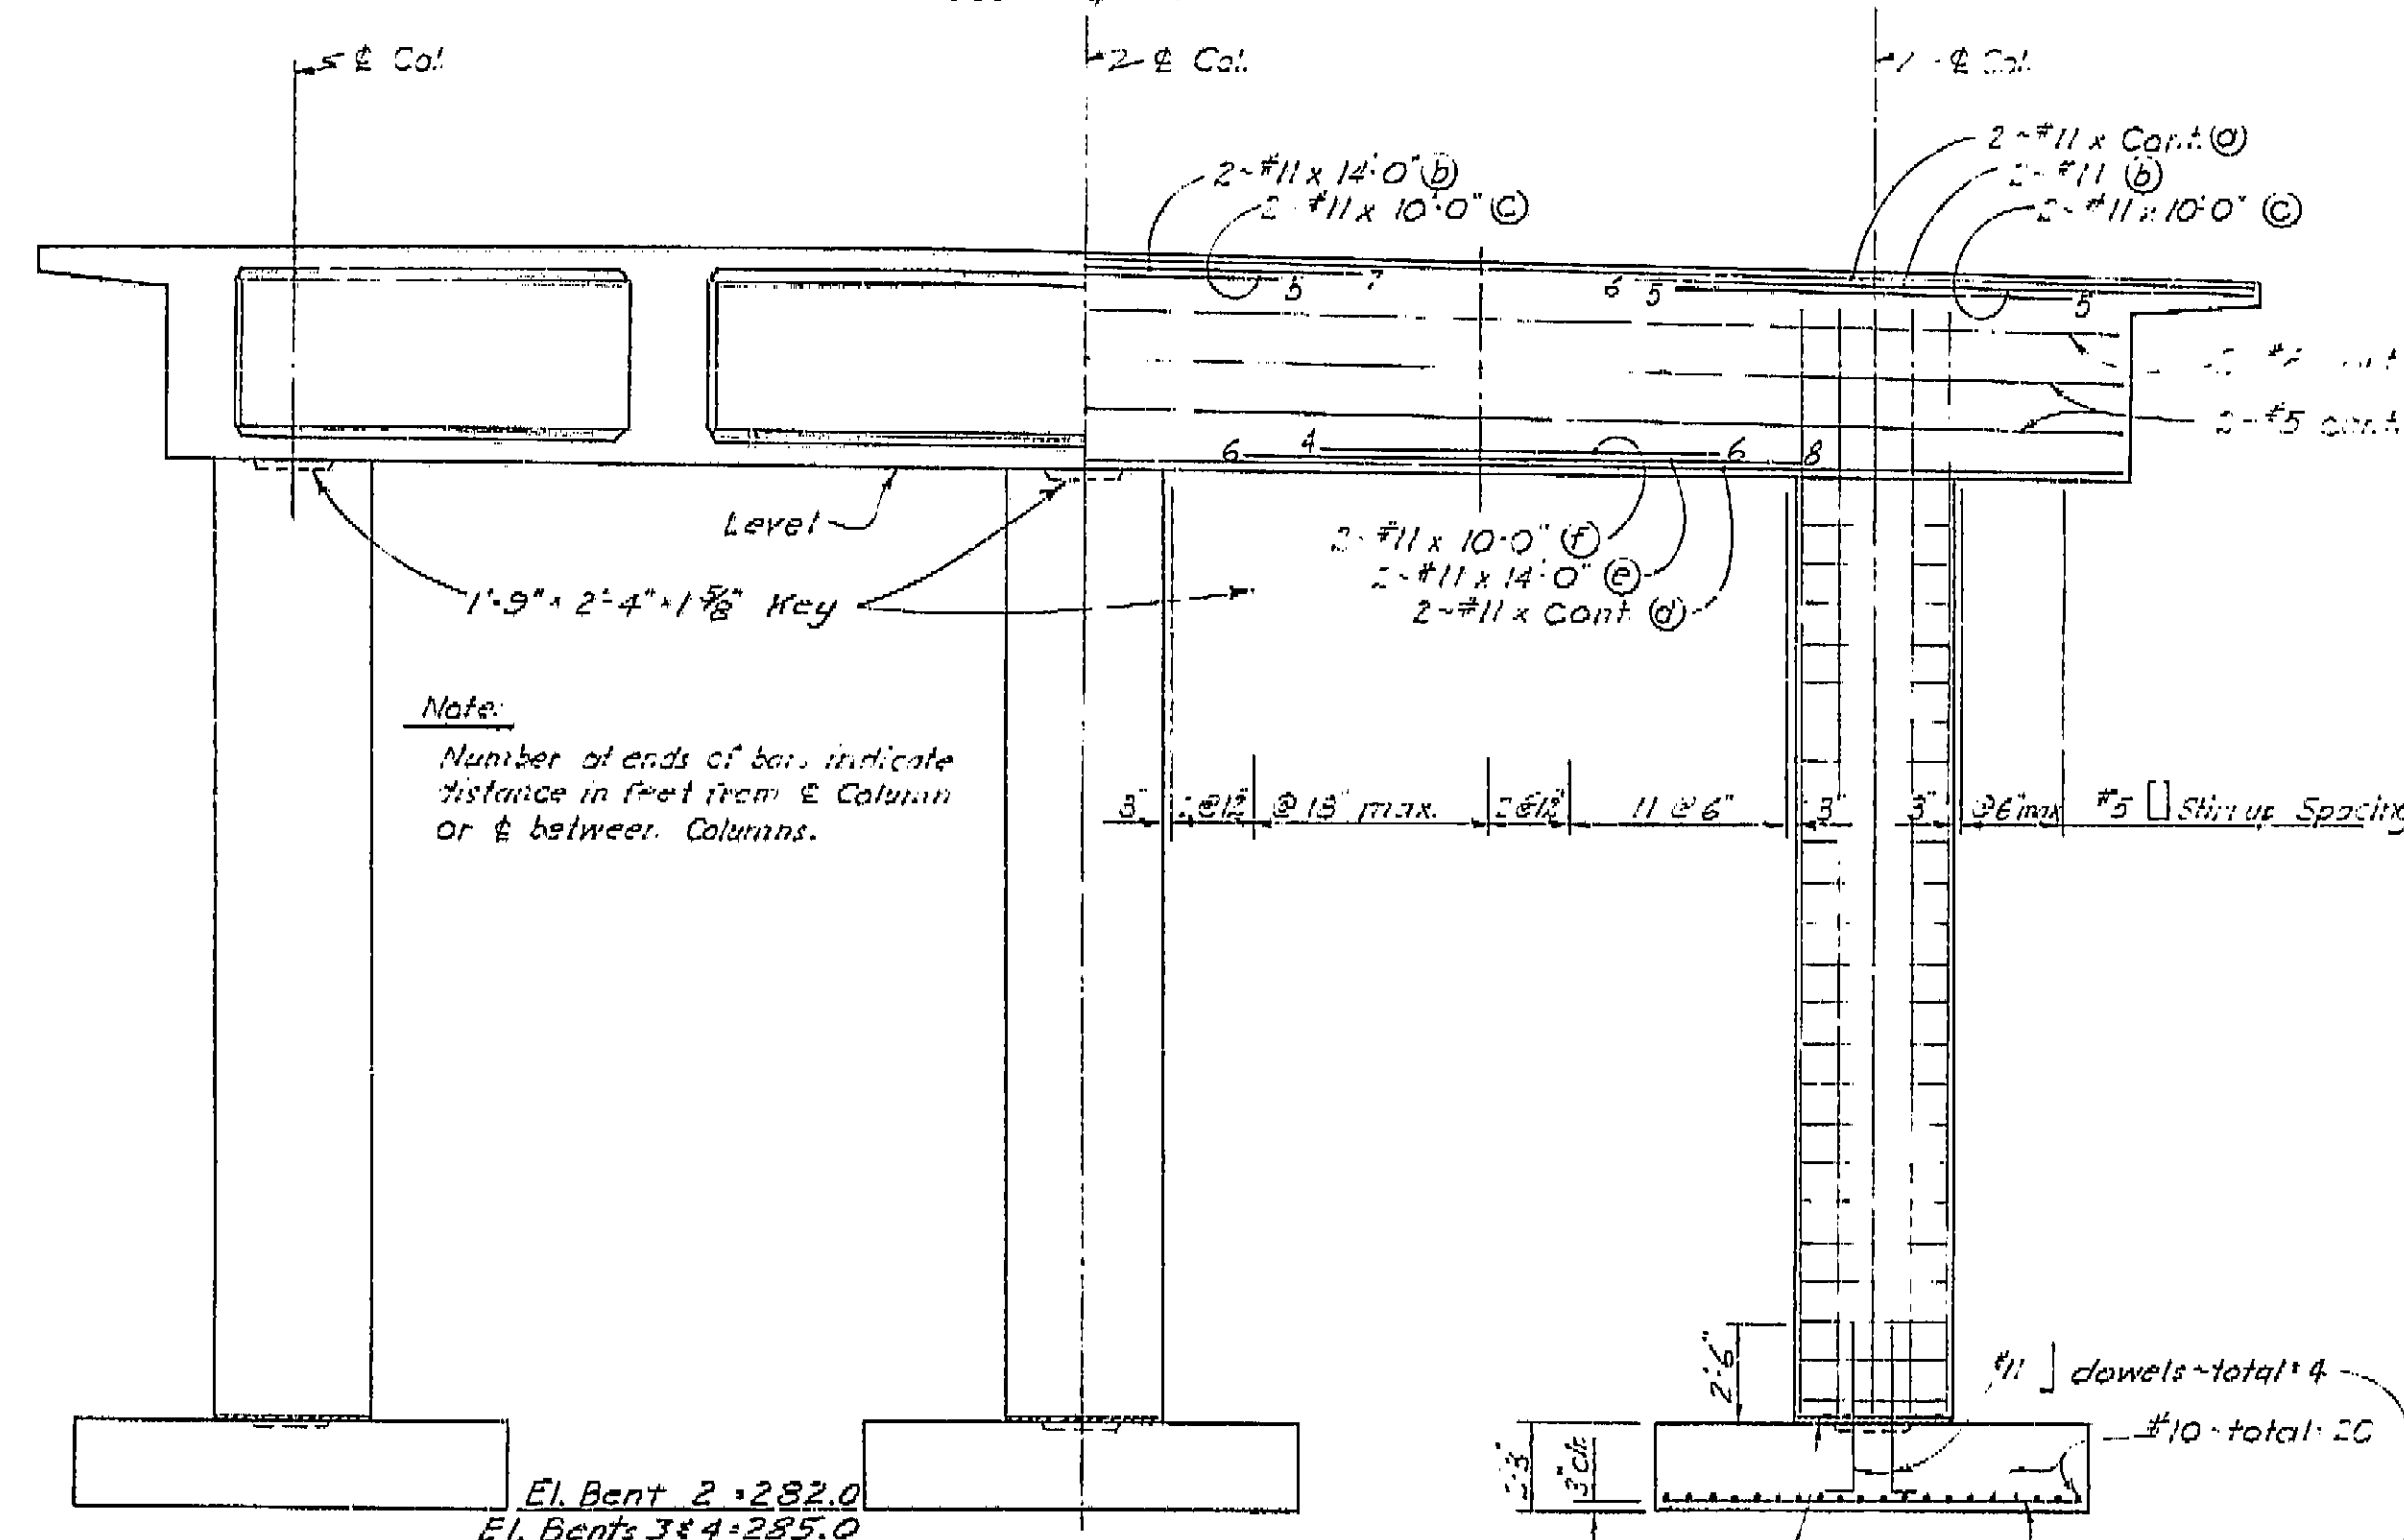 ℄ Col.
2 ℄ Col.
℄ Col.
2~#11 x Cont. ⓐ
2~#11 x 14'-0" ⓑ
2~#11 ⓑ
2~#11 x 10'-0" ⓒ
2~#11 x 10'-0" ⓒ
7
6
5
5
2~#5 cont
6
4
6
8
Level
2~#11 x 10'-0" ⓕ
2~#11 x 14'-0" ⓔ
2~#11 x Cont. ⓓ
1'-9" x 2'-4" x 1 5/8" Key
Note:
Number at ends of bars indicate
distance in feet from ℄ Column
or ℄ between Columns.
3" 2@12" @ 18" max. 2@12" 11 @ 6" 3" 3" @6"max #5 Stirrup Spacing
2'-6"
#11 dowels~total=4
#10~total=20
3"clr.
El. Bent 2 =282.0
El. Bents 3&4=285.0